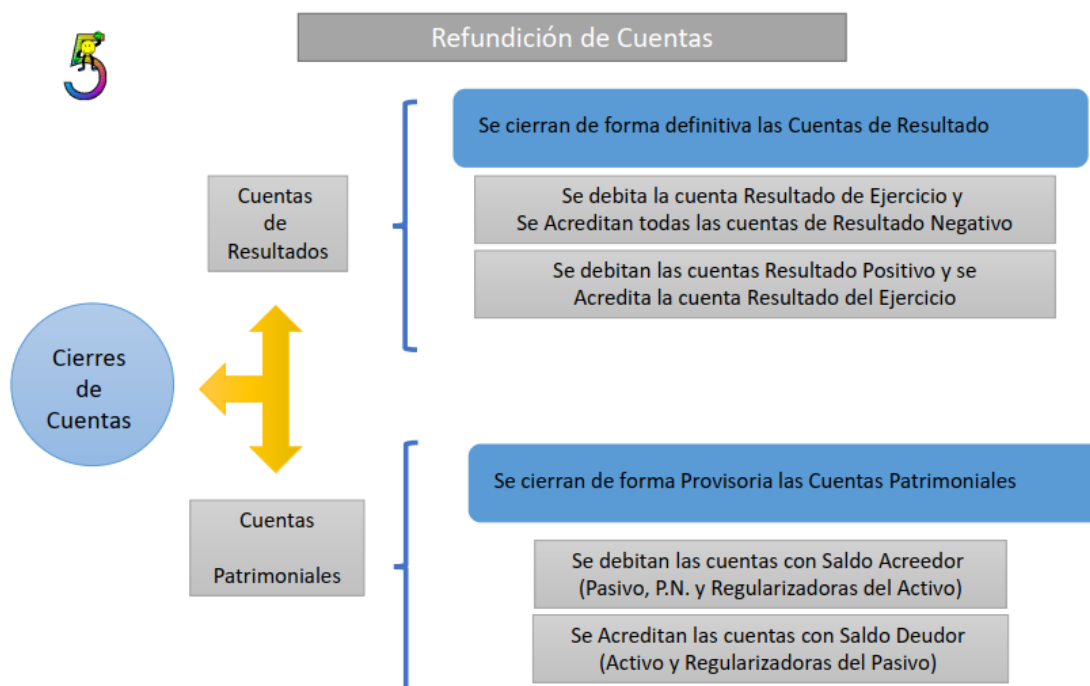 5
Refundición de Cuentas
Se cierran de forma definitiva las Cuentas de Resultado
Cuentas
de
Resultados
Se debita la cuenta Resultado de Ejercicio y
Se Acreditan todas las cuentas de Resultado Negativo
Se debitan las cuentas Resultado Positivo y se
Acredita la cuenta Resultado del Ejercicio
Cierres
de
Cuentas
Se cierran de forma Provisoria las Cuentas Patrimoniales
Cuentas
Patrimoniales
Se debitan las cuentas con Saldo Acreedor
(Pasivo, P.N. y Regularizadoras del Activo)
Se Acreditan las cuentas con Saldo Deudor
(Activo y Regularizadoras del Pasivo)